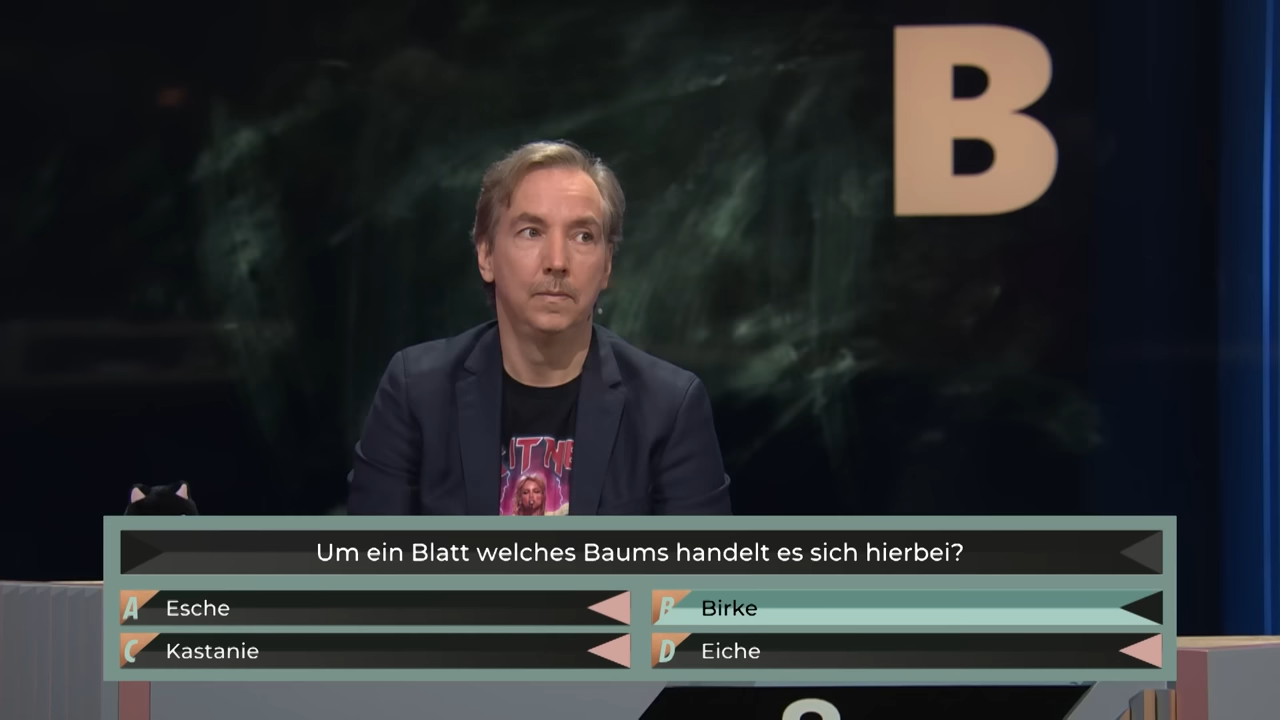 B
Um ein Blatt welches Baums handelt es sich hierbei?
A Esche
B Birke
C Kastanie
D Eiche